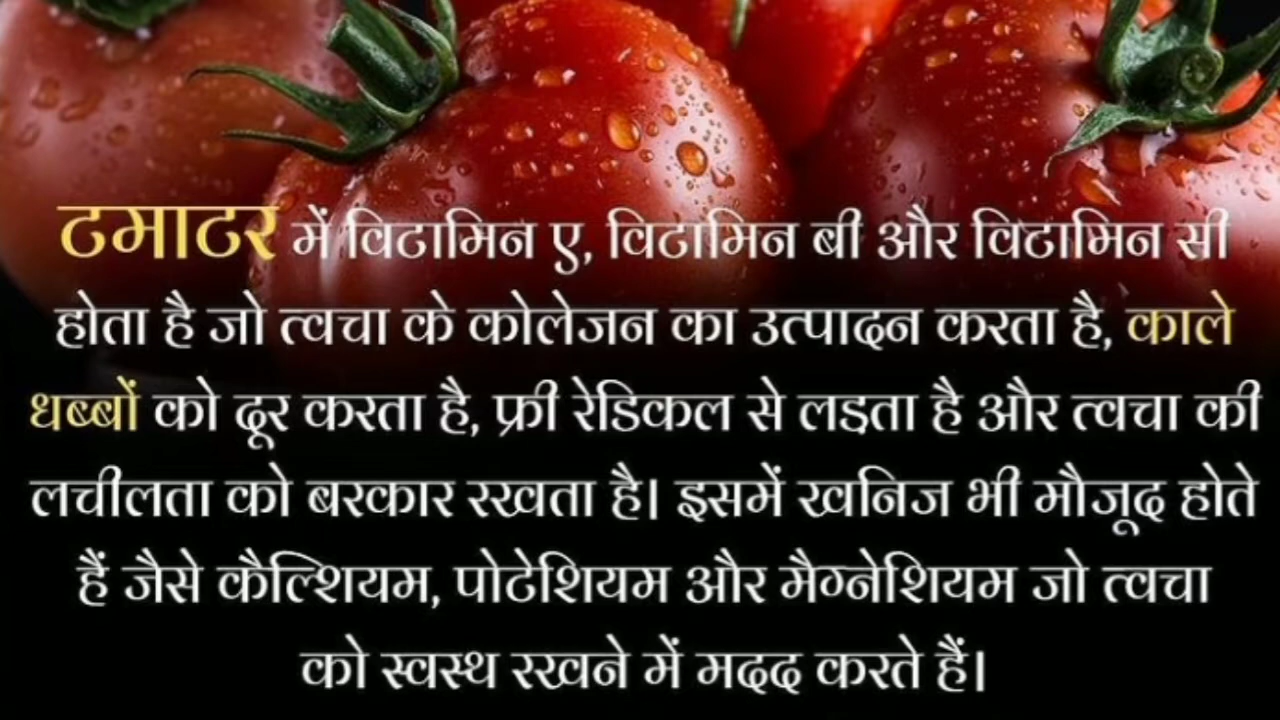 टमाटर में विटामिन ए, विटामिन बी और विटामिन सी
होता है जो त्वचा के कोलेजन का उत्पादन करता है, काले
धब्बों को दूर करता है, फ्री रेडिकल से लड़ता है और त्वचा की
लचीलता को बरकार रखता है। इसमें खनिज भी मौजूद होते
हैं जैसे कैल्शियम, पोटेशियम और मैग्नेशियम जो त्वचा
को स्वस्थ रखने में मदद करते हैं।